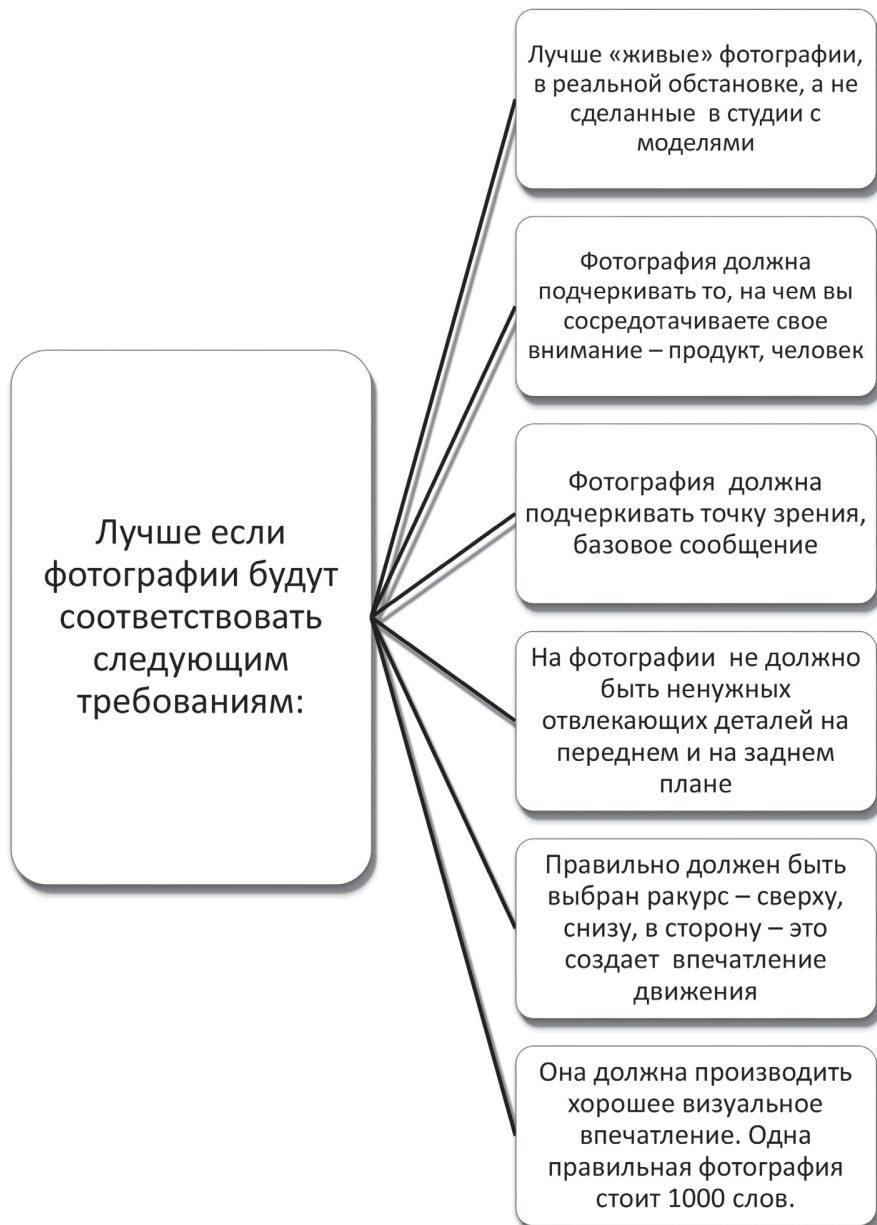 Лучше если
фотографии будут
соответствовать
следующим
требованиям:
Лучше «живые» фотографии,
в реальной обстановке, а не
сделанные в студии с
моделями
Фотография должна
подчеркивать то, на чем вы
сосредотачиваете свое
внимание – продукт, человек
Фотография должна
подчеркивать точку зрения,
базовое сообщение
На фотографии не должно
быть ненужных
отвлекающих деталей на
переднем и на заднем
плане
Правильно должен быть
выбран ракурс – сверху,
снизу, в сторону – это
создает впечатление
движения
Она должна производить
хорошее визуальное
впечатление. Одна
правильная фотография
стоит 1000 слов.